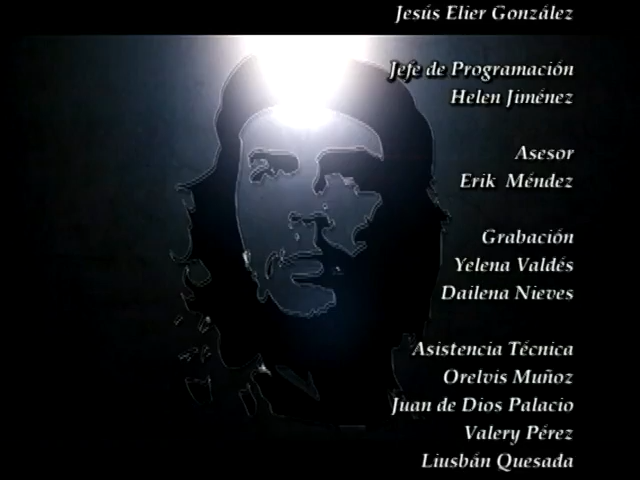 Jesús Elier González
Jefe de Programación
Helen Jiménez
Asesor
Erik Méndez
Grabación
Yelena Valdés
Dailena Nieves
Asistencia Técnica
Orelvis Muñoz
Juan de Dios Palacio
Valery Pérez
Liusbán Quesada